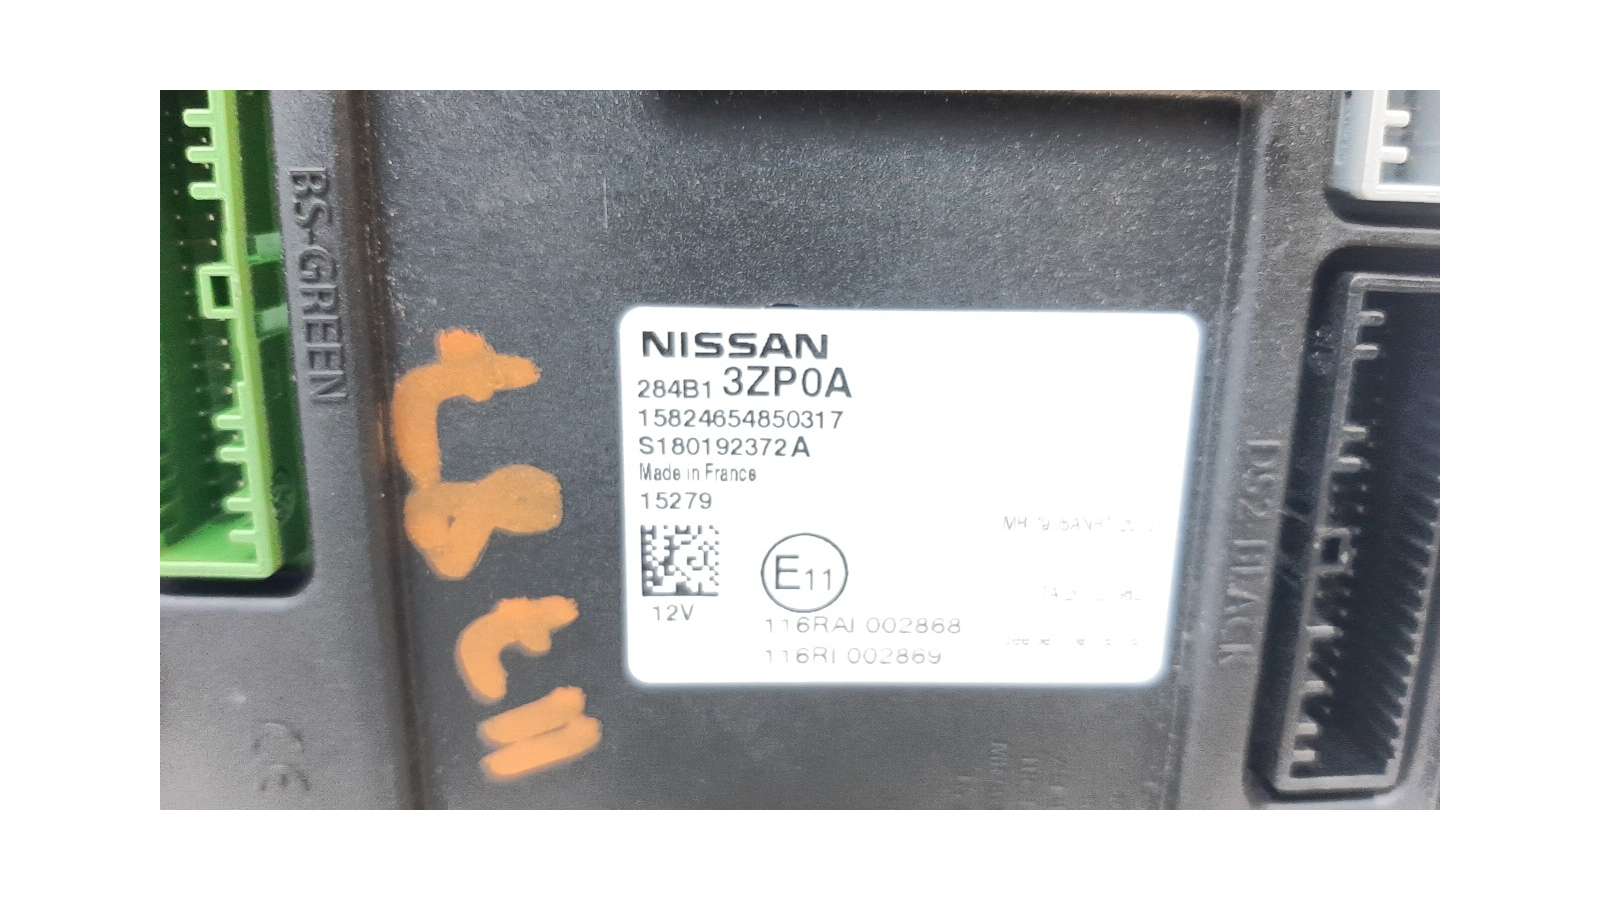 BS-GREEN
NISSAN
284B1 3ZP0A
15824654850317
S180192372A
Made in France
15279
12V
E11
116RAI 002868
116RI 002869
DS2 BLACK
CE